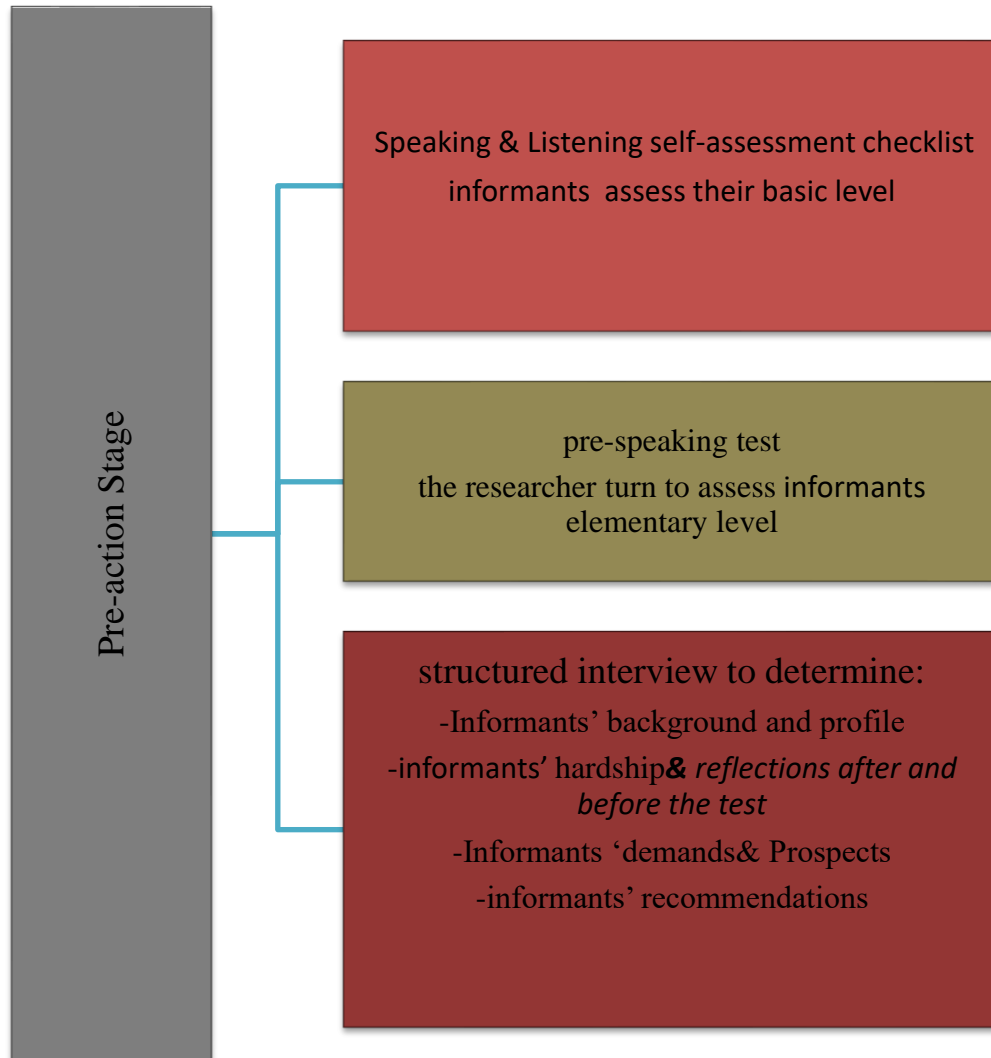 Pre-action Stage
Speaking & Listening self-assessment checklist
informants assess their basic level
pre-speaking test
the researcher turn to assess informants
elementary level
structured interview to determine:
-Informants’ background and profile
-informants’ hardship& reflections after and
before the test
-Informants ‘demands& Prospects
-informants’ recommendations